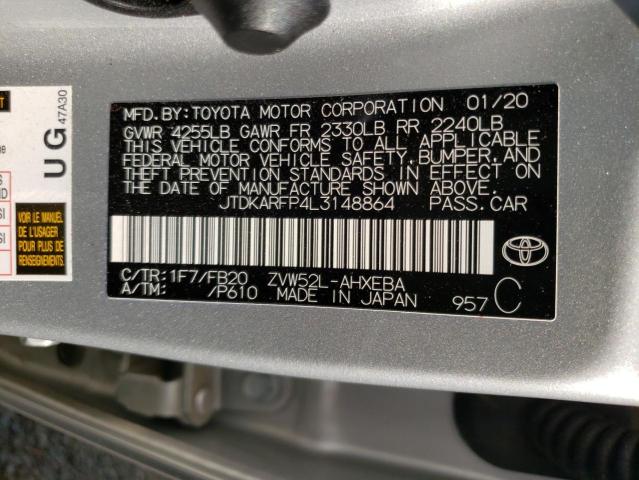 MFD.BY: TOYOTA MOTOR CORPORATION 01/20
GVWR 4255LB GAWR FR 2330LB RR 2240LB
THIS VEHICLE CONFORMS TO ALL APPLICABLE
FEDERAL MOTOR VEHICLE SAFETY, BUMPER, AND
THEFT PREVENTION STANDARDS IN EFFECT ON
THE DATE OF MANUFACTURE SHOWN ABOVE.
JTDKARFP4L3148864 PASS.CAR
C/TR: 1F7/FB20 ZVW52L-AHXEBA
A/TM: /P610 MADE IN JAPAN 957 C
TOYOTA
UG
47A30
VOIR LE MANUEL
DE L'USAGER
POUR PLUS